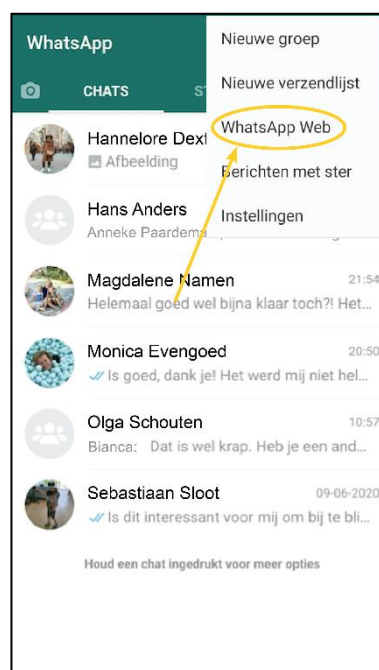 WhatsApp
Nieuwe groep
Nieuwe verzendlijst
WhatsApp Web
Berichten met ster
Instellingen
CHATS
Hannelore
Afbeelding
Hans Anders
Anneke
Magdalene Namen 21:54
Helemaal goed wel bijna klaar toch?! Het...
Monica Evengoed 20:50
Is goed, dank je! Het werd mij niet hel...
Olga Schouten 10:57
Bianca: Dat is wel krap. Heb je een and...
Sebastiaan Sloot 09-06-2020
Is dit interessant voor mij om bij te bli...
Houd een chat ingedrukt voor meer opties